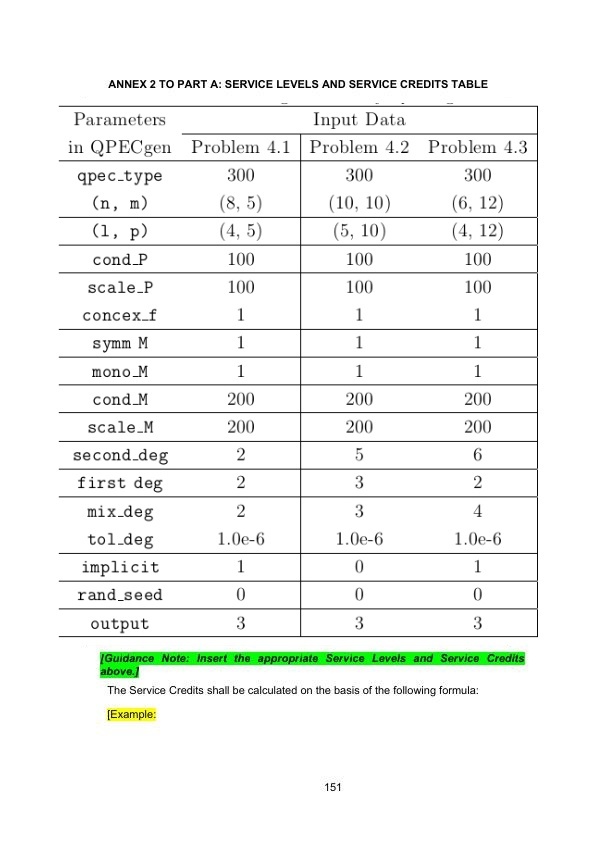 ANNEX 2 TO PART A: SERVICE LEVELS AND SERVICE CREDITS TABLE
Parameters Input Data
in QPECgen Problem 4.1 Problem 4.2 Problem 4.3
qpec_type 300 300 300
(n, m) (8, 5) (10, 10) (6, 12)
(l, p) (4, 5) (5, 10) (4, 12)
cond_P 100 100 100
scale_P 100 100 100
concex_f 1 1 1
symm M 1 1 1
mono_M 1 1 1
cond_M 200 200 200
scale_M 200 200 200
second_deg 2 5 6
first deg 2 3 2
mix_deg 2 3 4
tol_deg 1.0e-6 1.0e-6 1.0e-6
implicit 1 0 1
rand_seed 0 0 0
output 3 3 3
[Guidance Note: Insert the appropriate Service Levels and Service Credits
above.]
The Service Credits shall be calculated on the basis of the following formula:
[Example:
151